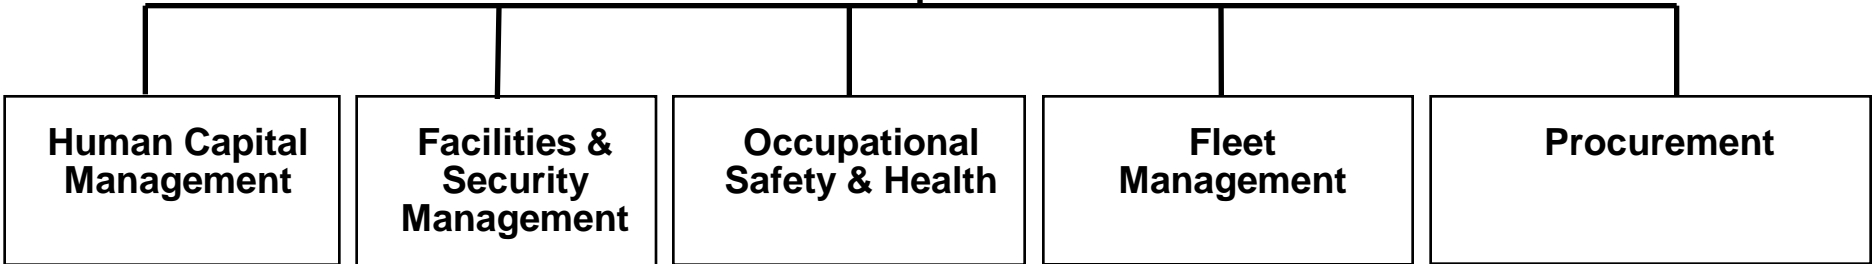 Human Capital
Management
Facilities &
Security
Management
Occupational
Safety & Health
Fleet
Management
Procurement